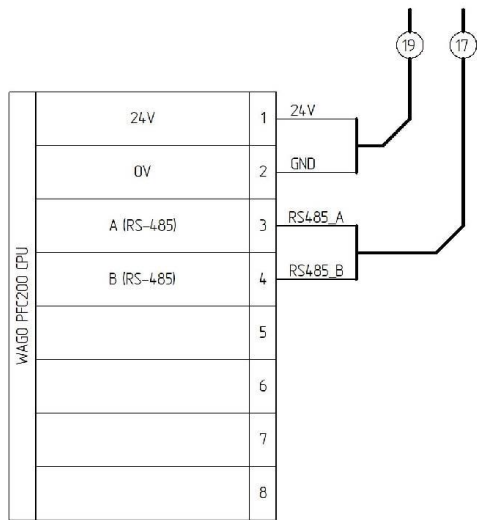 19 17
24V 1 24V
0V 2 GND
A (RS-485) 3 RS485_A
B (RS-485) 4 RS485_B
5
6
7
8
WAGO PFC200 CPU